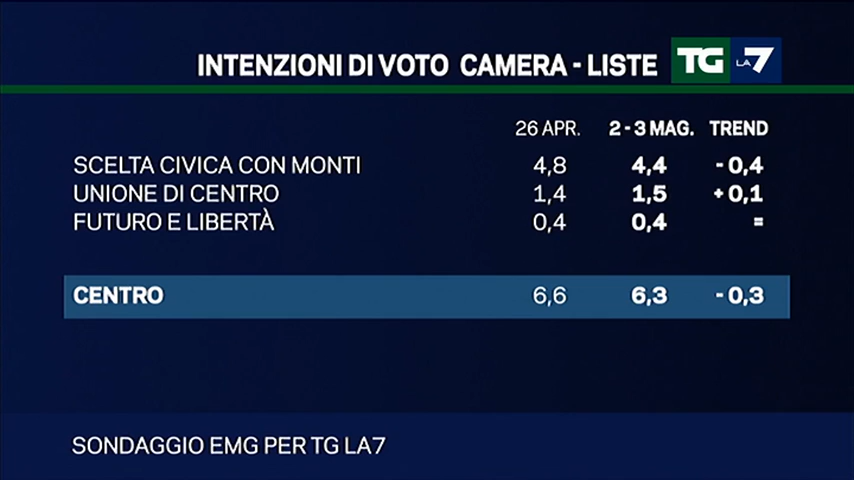 INTENZIONI DI VOTO CAMERA - LISTE TG LA7
26 APR. 2 - 3 MAG. TREND
SCELTA CIVICA CON MONTI 4,8 4,4 - 0,4
UNIONE DI CENTRO 1,4 1,5 + 0,1
FUTURO E LIBERTÀ 0,4 0,4 =
CENTRO 6,6 6,3 - 0,3
SONDAGGIO EMG PER TG LA7